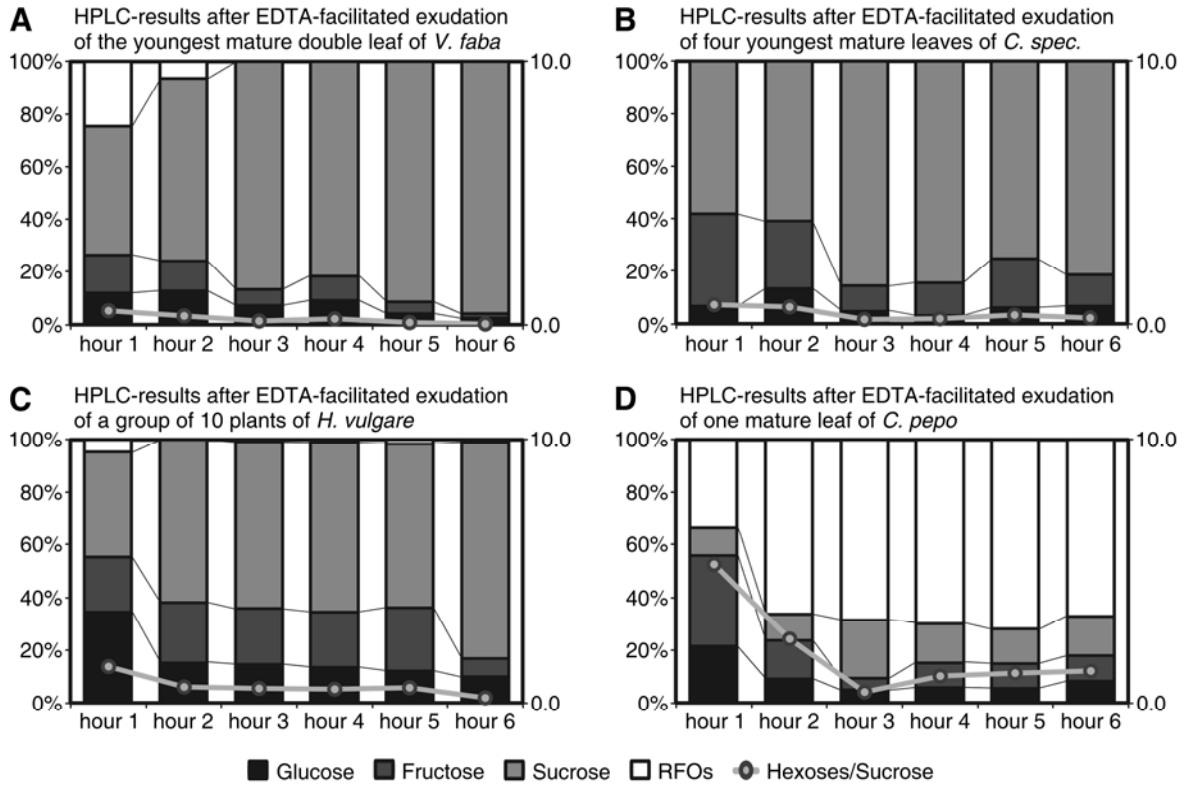 A
HPLC-results after EDTA-facilitated exudation
of the youngest mature double leaf of V. faba
100%
80%
60%
40%
20%
0%
10.0
0.0
hour 1 hour 2 hour 3 hour 4 hour 5 hour 6
B
HPLC-results after EDTA-facilitated exudation
of four youngest mature leaves of C. spec.
100%
80%
60%
40%
20%
0%
10.0
0.0
hour 1 hour 2 hour 3 hour 4 hour 5 hour 6
C
HPLC-results after EDTA-facilitated exudation
of a group of 10 plants of H. vulgare
100%
80%
60%
40%
20%
0%
10.0
0.0
hour 1 hour 2 hour 3 hour 4 hour 5 hour 6
D
HPLC-results after EDTA-facilitated exudation
of one mature leaf of C. pepo
100%
80%
60%
40%
20%
0%
10.0
0.0
hour 1 hour 2 hour 3 hour 4 hour 5 hour 6
Glucose Fructose Sucrose RFOs Hexoses/Sucrose